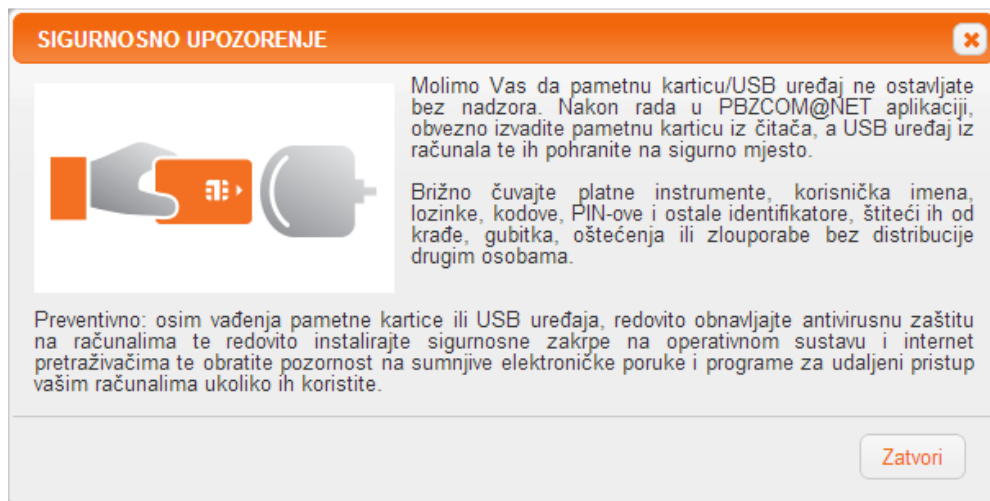 SIGURNOSNO UPOZORENJE
Molimo Vas da pametnu karticu/USB uređaj ne ostavljate
bez nadzora. Nakon rada u PBZCOM@NET aplikaciji,
obvezno izvadite pametnu karticu iz čitača, a USB uređaj iz
računala te ih pohranite na sigurno mjesto.
Brižno čuvajte platne instrumente, korisnička imena,
lozinke, kodove, PIN-ove i ostale identifikatore, štiteći ih od
krađe, gubitka, oštećenja ili zlouporabe bez distribucije
drugim osobama.
Preventivno: osim vađenja pametne kartice ili USB uređaja, redovito obnavljajte antivirusnu zaštitu
na računalima te redovito instalirajte sigurnosne zakrpe na operativnom sustavu i internet
pretraživačima te obratite pozornost na sumnjive elektroničke poruke i programe za udaljeni pristup
vašim računalima ukoliko ih koristite.
Zatvori